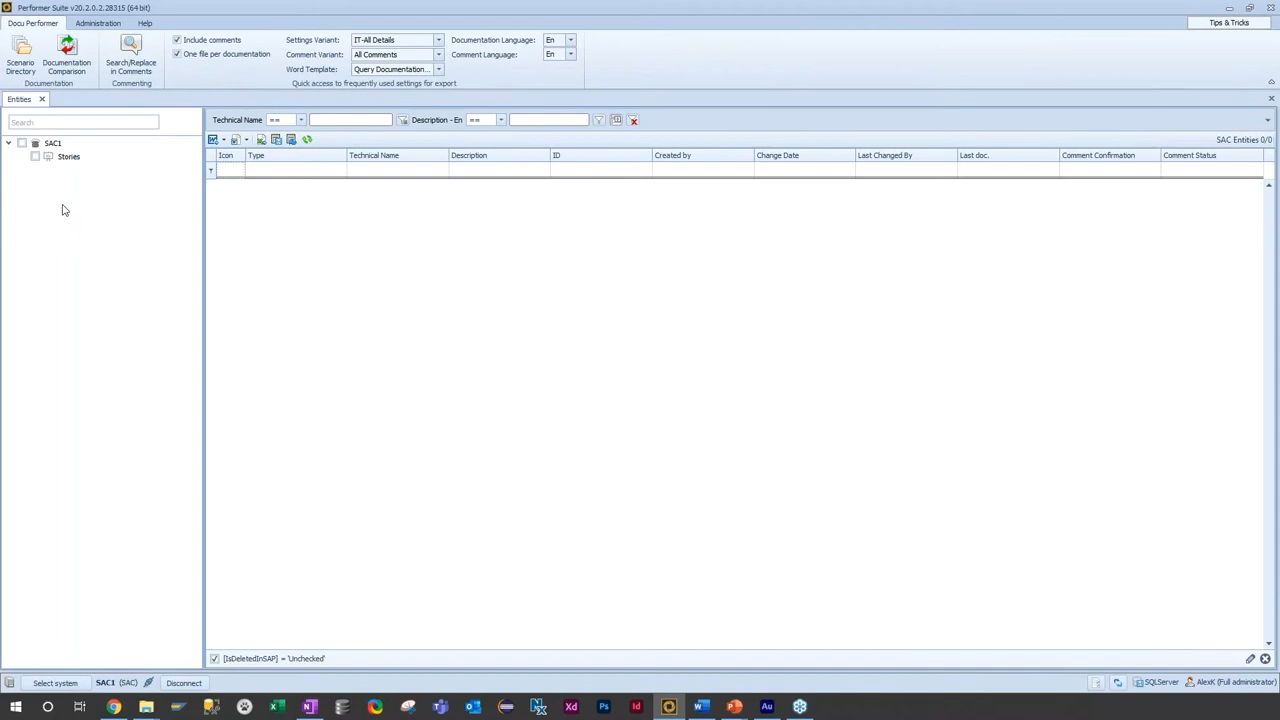 Performer Suite v20.2.0.2.28315 (64 bit)
Docu Performer Administration Help Tips & Tricks
Include comments Settings Variant: IT-All Details Documentation Language: En
One file per documentation Comment Variant: All Comments Comment Language: En
Scenario Directory Documentation Comparison Search/Replace in Comments Word Template: Query Documentation...
Documentation Commenting Quick access to frequently used settings for export
Entities
Search Technical Name == Description - En ==
SAC Entities 0/0
SAC1 Icon Type Technical Name Description ID Created by Change Date Last Changed By Last doc. Comment Confirmation Comment Status
Stories
[IsDeletedInSAP] = 'Unchecked'
Select system SAC1 (SAC) Disconnect SQLServer AlexK (Full administrator)
Xd Ps Id Au